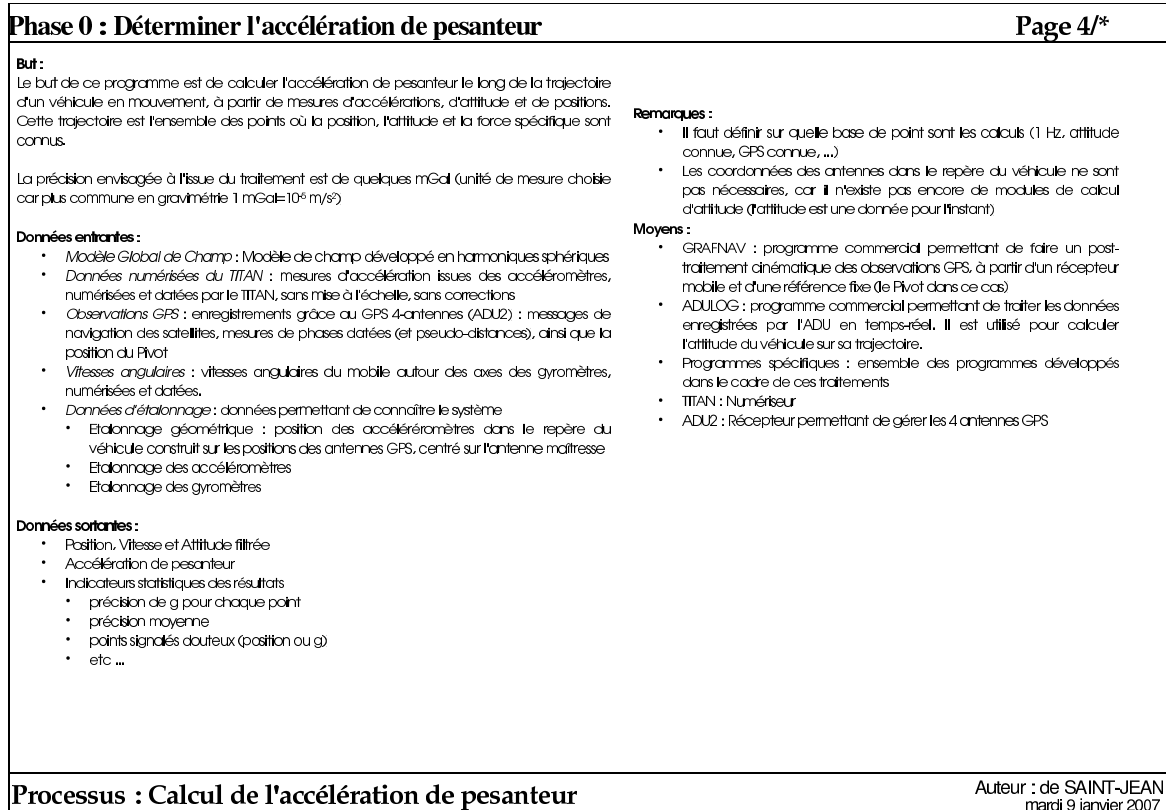 Phase 0 : Déterminer l'accélération de pesanteur
Page 4/*
But :
Le but de ce programme est de calculer l'accélération de pesanteur le long de la trajectoire
d'un véhicule en mouvement, à partir de mesures d'accélérations, d'attitude et de positions.
Cette trajectoire est l'ensemble des points où la position, l'attitude et la force spécifique sont
connus.
La précision envisagée à l'issue du traitement est de quelques mGal (unité de mesure choisie
car plus commune en gravimétrie 1 mGal=10-5 m/s²)
Données entrantes :
• Modèle Global de Champ : Modèle de champ développé en harmoniques sphériques
• Données numérisées du TITAN : mesures d'accélération issues des accéléromètres,
numérisées et datées par le TITAN, sans mise à l'échelle, sans corrections
• Observations GPS : enregistrements grâce au GPS 4-antennes (ADU2) : messages de
navigation des satellites, mesures de phases datées (et pseudo-distances), ainsi que la
position du Pivot
• Vitesses angulaires : vitesses angulaires du mobile autour des axes des gyromètres,
numérisées et datées.
• Données d'étalonnage : données permettant de connaître le système
• Etalonnage géométrique : position des accéléréromètres dans le repère du
véhicule construit sur les positions des antennes GPS, centré sur l'antenne maîtresse
• Etalonnage des accéléromètres
• Etalonnage des gyromètres
Données sortantes :
• Position, Vitesse et Attitude filtrée
• Accélération de pesanteur
• Indicateurs statistiques des résultats
• précision de g pour chaque point
• précision moyenne
• points signalés douteux (position ou g)
• etc ...
Remarques :
• Il faut définir sur quelle base de point sont les calculs (1 Hz, attitude
connue, GPS connue, ...)
• Les coordonnées des antennes dans le repère du véhicule ne sont
pas nécessaires, car il n'existe pas encore de modules de calcul
d'attitude (l'attitude est une donnée pour l'instant)
Moyens :
• GRAFNAV : programme commercial permettant de faire un post-
traitement cinématique des observations GPS, à partir d'un récepteur
mobile et d'une référence fixe (le Pivot dans ce cas)
• ADULOG : programme commercial permettant de traiter les données
enregistrées par l'ADU en temps-réel. Il est utilisé pour calculer
l'attitude du véhicule sur sa trajectoire.
• Programmes spécifiques : ensemble des programmes développés
dans le cadre de ces traitements
• TITAN : Numériseur
• ADU2 : Récepteur permettant de gérer les 4 antennes GPS
Processus : Calcul de l'accélération de pesanteur
Auteur : de SAINT-JEAN
mardi 9 janvier 2007